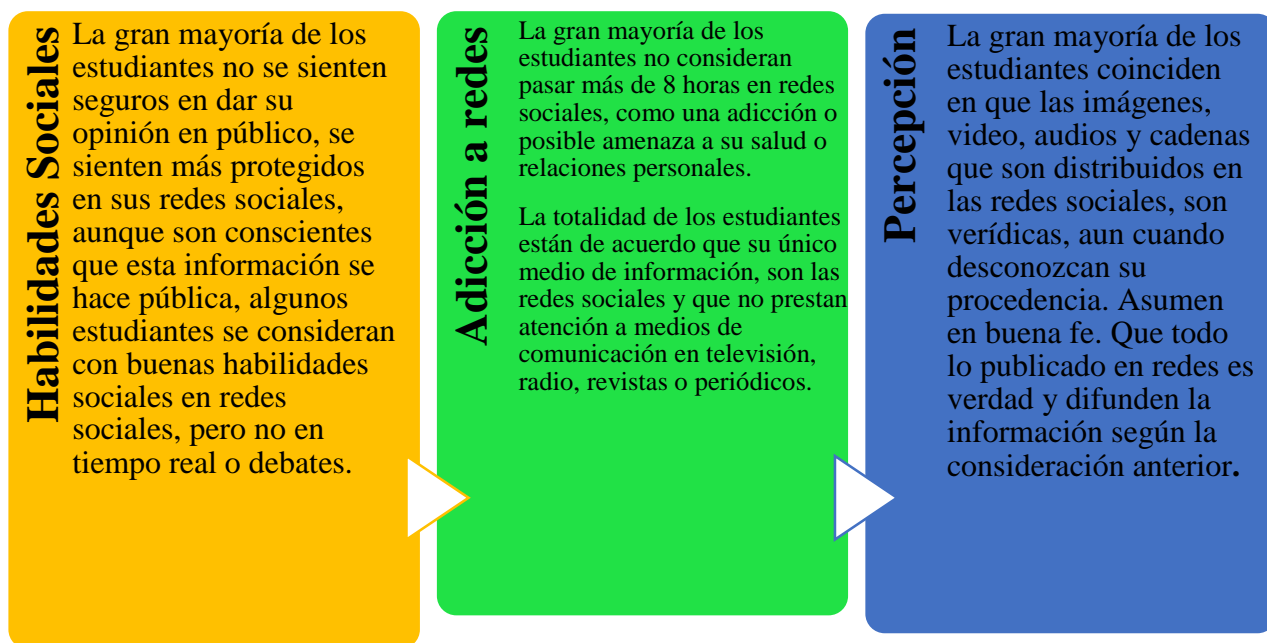 Habilidades Sociales
La gran mayoría de los
estudiantes no se sienten
seguros en dar su
opinión en público, se
sienten más protegidos
en sus redes sociales,
aunque son conscientes
que esta información se
hace pública, algunos
estudiantes se consideran
con buenas habilidades
sociales en redes
sociales, pero no en
tiempo real o debates.
Adicción a redes
La gran mayoría de los
estudiantes no consideran
pasar más de 8 horas en redes
sociales, como una adicción o
posible amenaza a su salud o
relaciones personales.
La totalidad de los estudiantes
están de acuerdo que su único
medio de información, son las
redes sociales y que no prestan
atención a medios de
comunicación en televisión,
radio, revistas o periódicos.
Percepción
La gran mayoría de los
estudiantes coinciden
en que las imágenes,
video, audios y cadenas
que son distribuidos en
las redes sociales, son
verídicas, aun cuando
desconozcan su
procedencia. Asumen
en buena fe. Que todo
lo publicado en redes es
verdad y difunden la
información según la
consideración anterior.